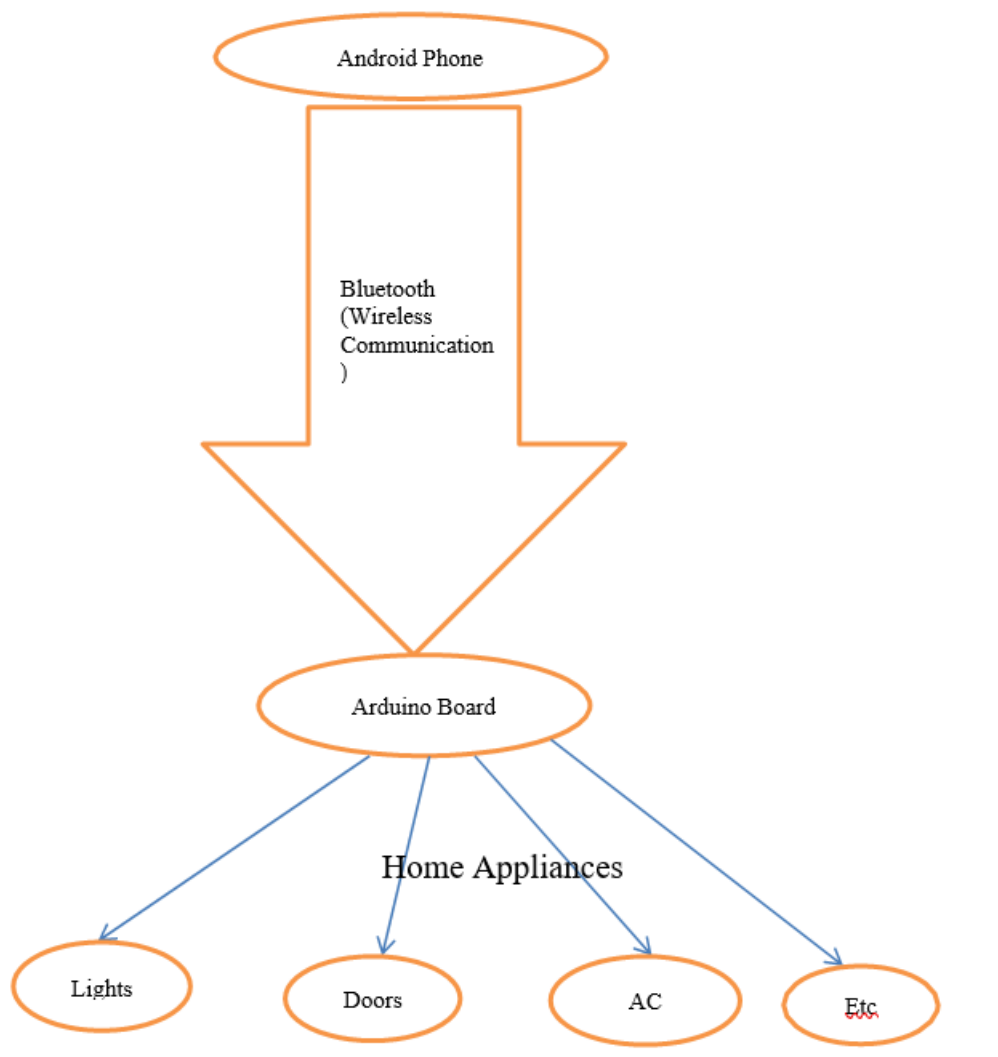 Android Phone
Bluetooth
(Wireless
Communication
)
Arduino Board
Home Appliances
Lights
Doors
AC
Etc